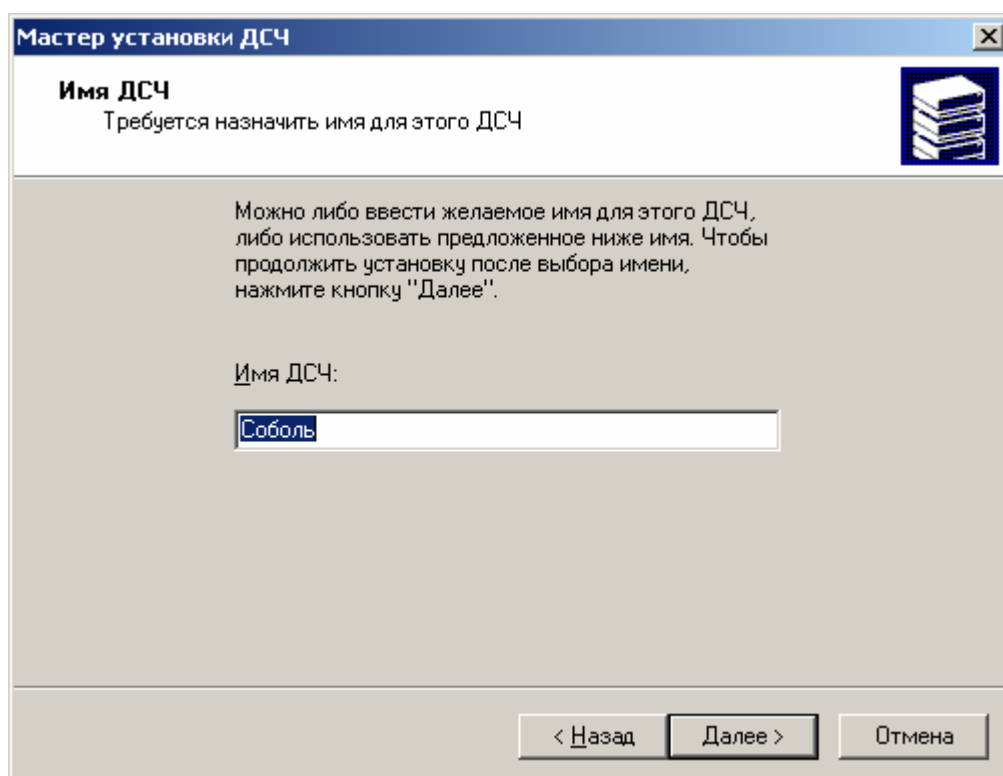 Мастер установки ДСЧ
Имя ДСЧ
Требуется назначить имя для этого ДСЧ
Можно либо ввести желаемое имя для этого ДСЧ,
либо использовать предложенное ниже имя. Чтобы
продолжить установку после выбора имени,
нажмите кнопку "Далее".
Имя ДСЧ:
Соболь
< Назад Далее > Отмена